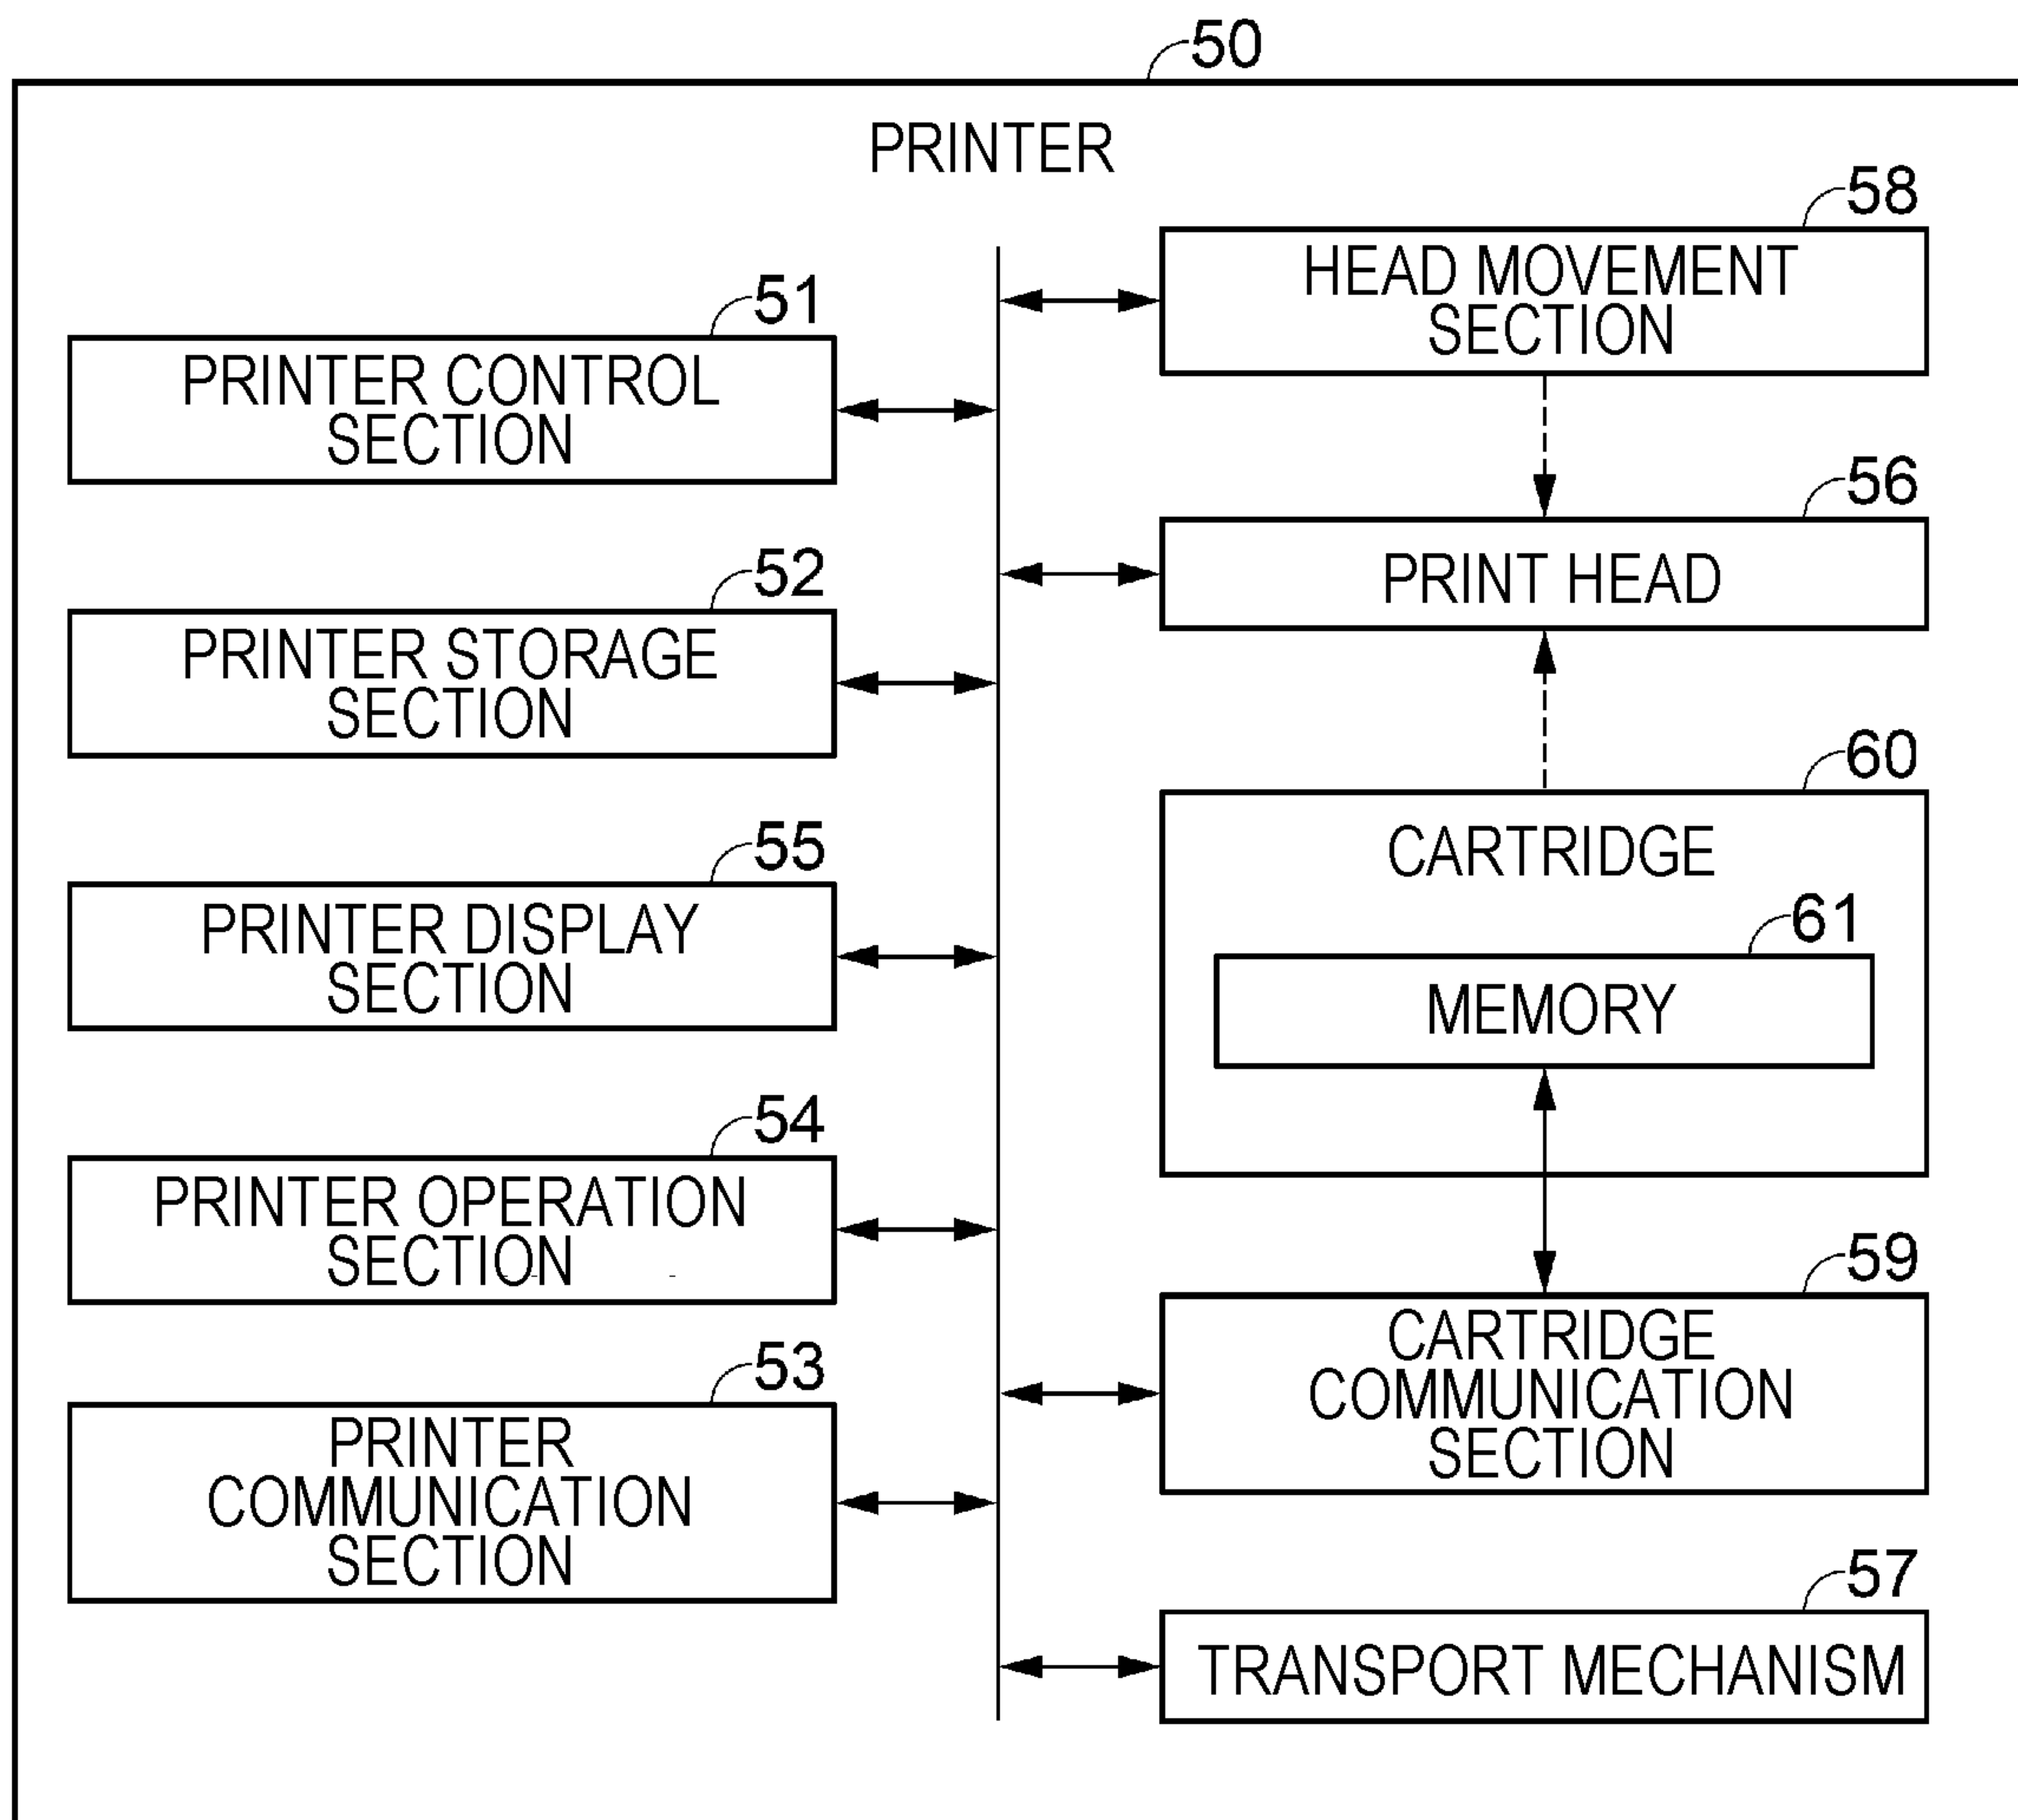 50
PRINTER
51
PRINTER CONTROL
SECTION
52
PRINTER STORAGE
SECTION
55
PRINTER DISPLAY
SECTION
54
PRINTER OPERATION
SECTION
53
PRINTER
COMMUNICATION
SECTION
58
HEAD MOVEMENT
SECTION
56
PRINT HEAD
60
CARTRIDGE
61
MEMORY
59
CARTRIDGE
COMMUNICATION
SECTION
57
TRANSPORT MECHANISM